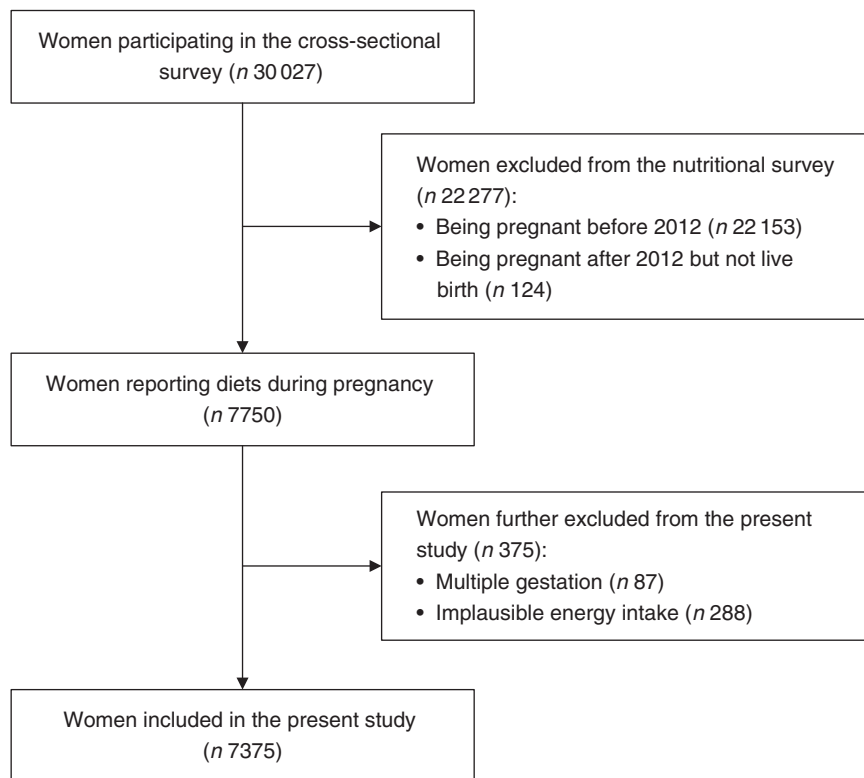 Women participating in the cross-sectional
survey (n 30 027)
Women excluded from the nutritional survey
(n 22 277):
• Being pregnant before 2012 (n 22 153)
• Being pregnant after 2012 but not live
birth (n 124)
Women reporting diets during pregnancy
(n 7750)
Women further excluded from the present
study (n 375):
• Multiple gestation (n 87)
• Implausible energy intake (n 288)
Women included in the present study
(n 7375)